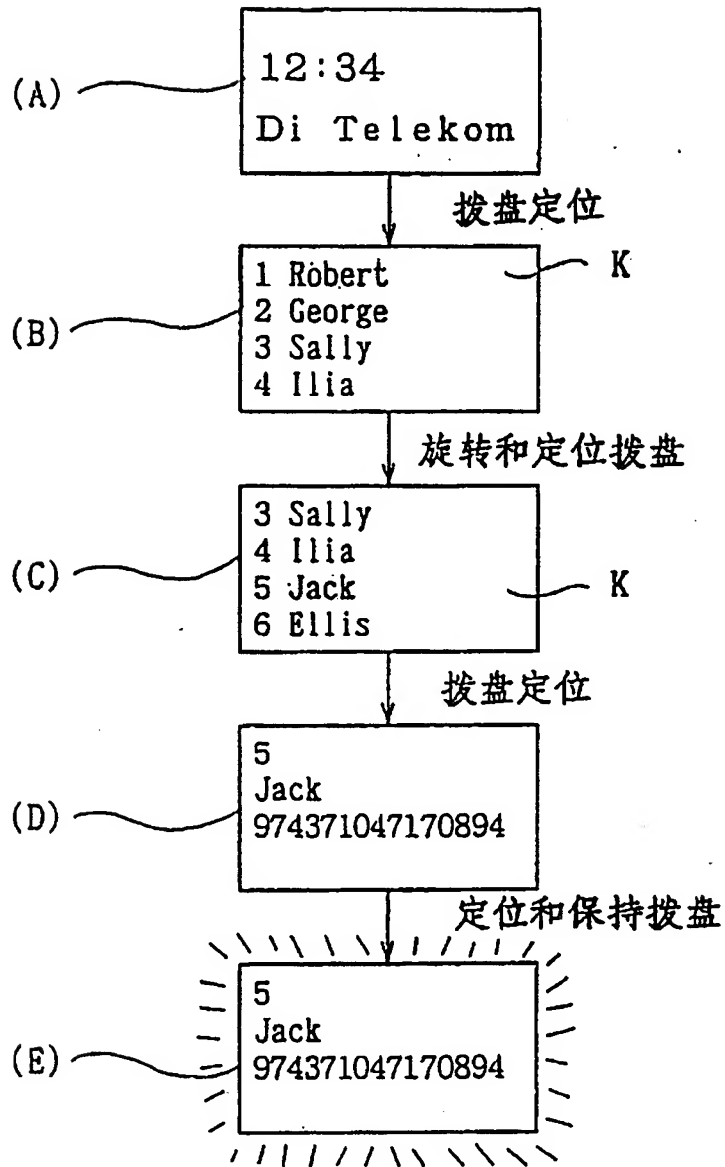 (A)
12:34
Di Telekom
拨盘定位
K
(B)
1 Robert
2 George
3 Sally
4 Ilia
旋转和定位拨盘
(C)
3 Sally
4 Ilia
5 Jack
6 Ellis
K
拨盘定位
(D)
5
Jack
974371047170894
定位和保持拨盘
(E)
5
Jack
974371047170894